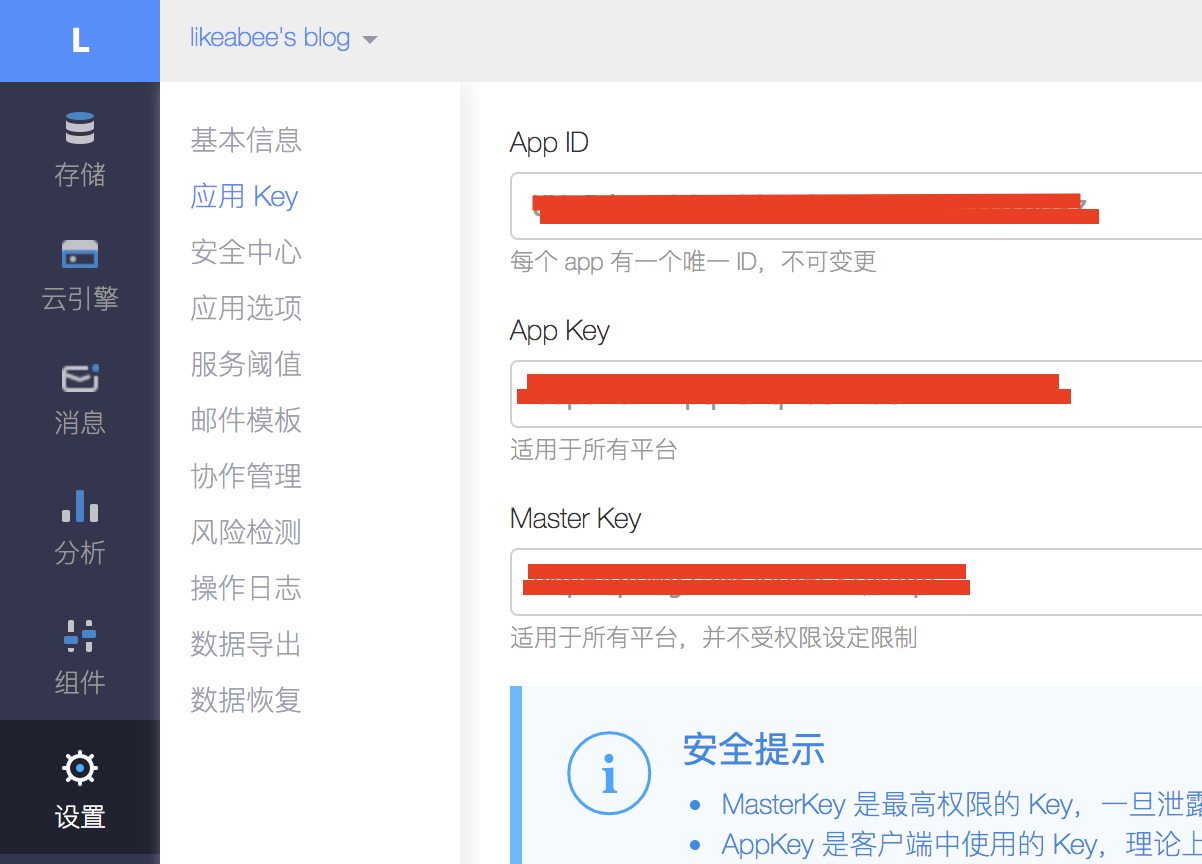 L
likeabee's blog
存储
云引擎
消息
分析
组件
设置
基本信息
应用 Key
安全中心
应用选项
服务阈值
邮件模板
协作管理
风险检测
操作日志
数据导出
数据恢复
App ID
每个 app 有一个唯一 ID，不可变更
App Key
适用于所有平台
Master Key
适用于所有平台，并不受权限设定限制
安全提示
MasterKey 是最高权限的 Key，一旦泄露
AppKey 是客户端中使用的 Key，理论上